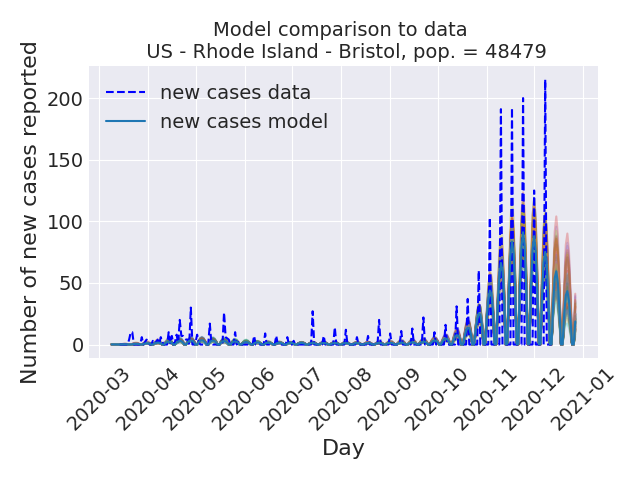 Model comparison to data
US - Rhode Island - Bristol, pop. = 48479
Number of new cases reported
200
150
100
50
0
new cases data
new cases model
2020-03
2020-04
2020-05
2020-06
2020-07
2020-08
2020-09
2020-10
2020-11
2020-12
2021-01
Day